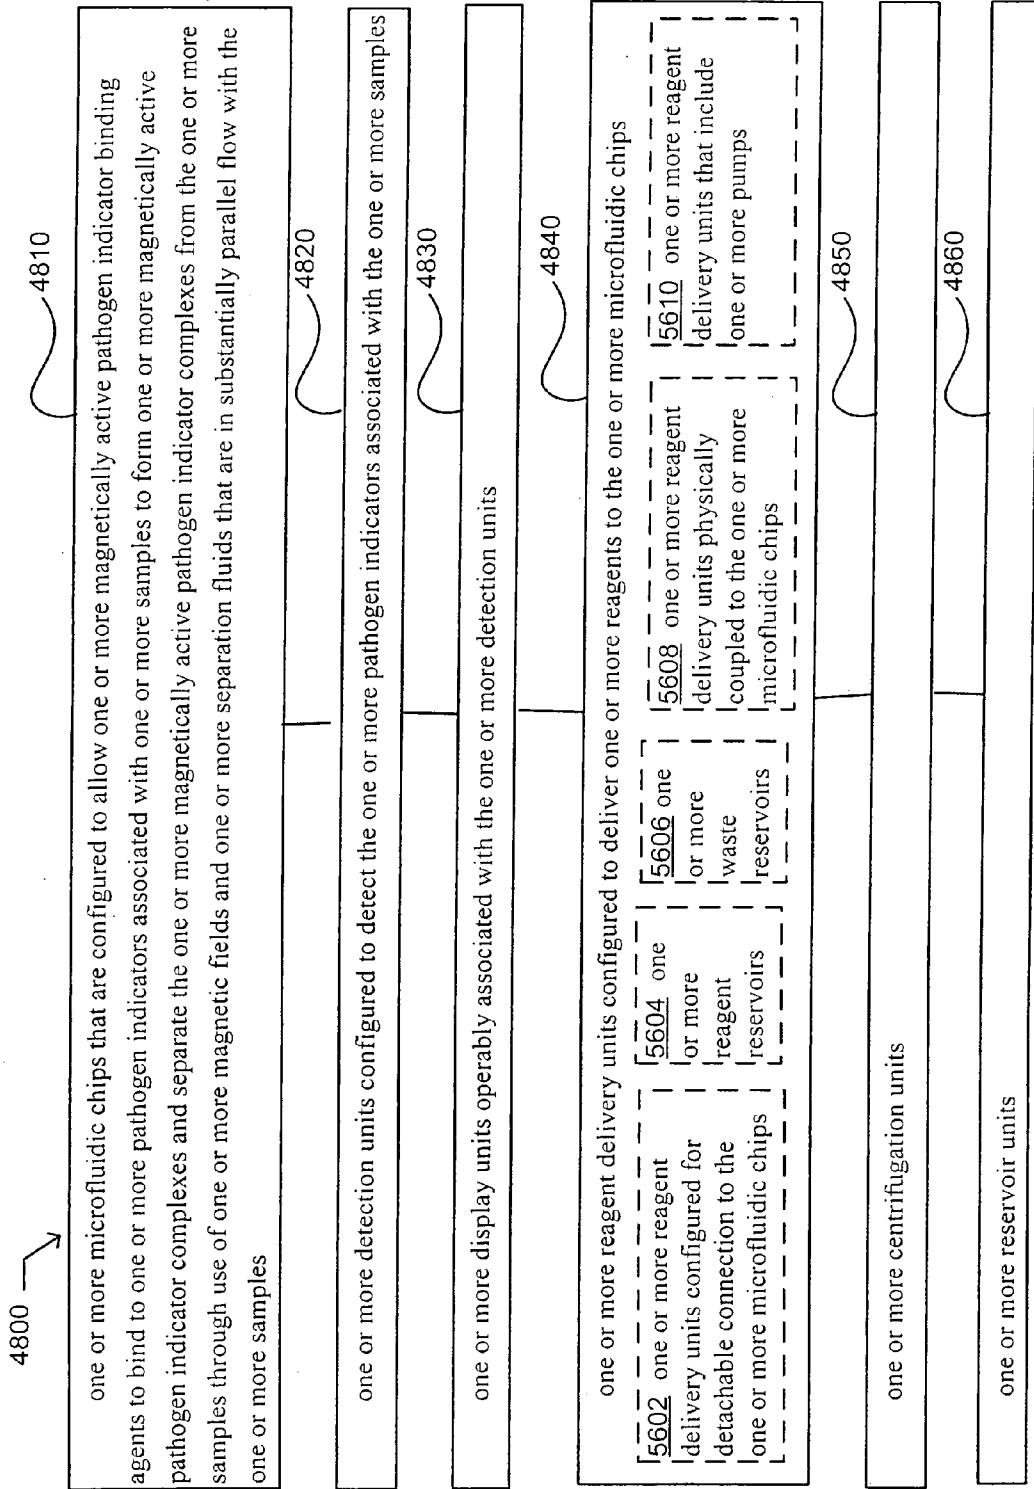 4800
4810
one or more microfluidic chips that are configured to allow one or more magnetically active pathogen indicator binding
agents to bind to one or more pathogen indicators associated with one or more samples to form one or more magnetically active
pathogen indicator complexes and separate the one or more magnetically active pathogen indicator complexes from the one or more
samples through use of one or more magnetic fields and one or more separation fluids that are in substantially parallel flow with the
one or more samples
4820
one or more detection units configured to detect the one or more pathogen indicators associated with the one or more samples
4830
one or more display units operably associated with the one or more detection units
4840
one or more reagent delivery units configured to deliver one or more reagents to the one or more microfluidic chips
5602 one or more reagent
delivery units configured for
detachable connection to the
one or more microfluidic chips
5604 one
or more
reagent
reservoirs
5606 one
or more
waste
reservoirs
5608 one or more reagent
delivery units physically
coupled to the one or more
microfluidic chips
5610 one or more reagent
delivery units that include
one or more pumps
4850
one or more centrifugation units
4860
one or more reservoir units